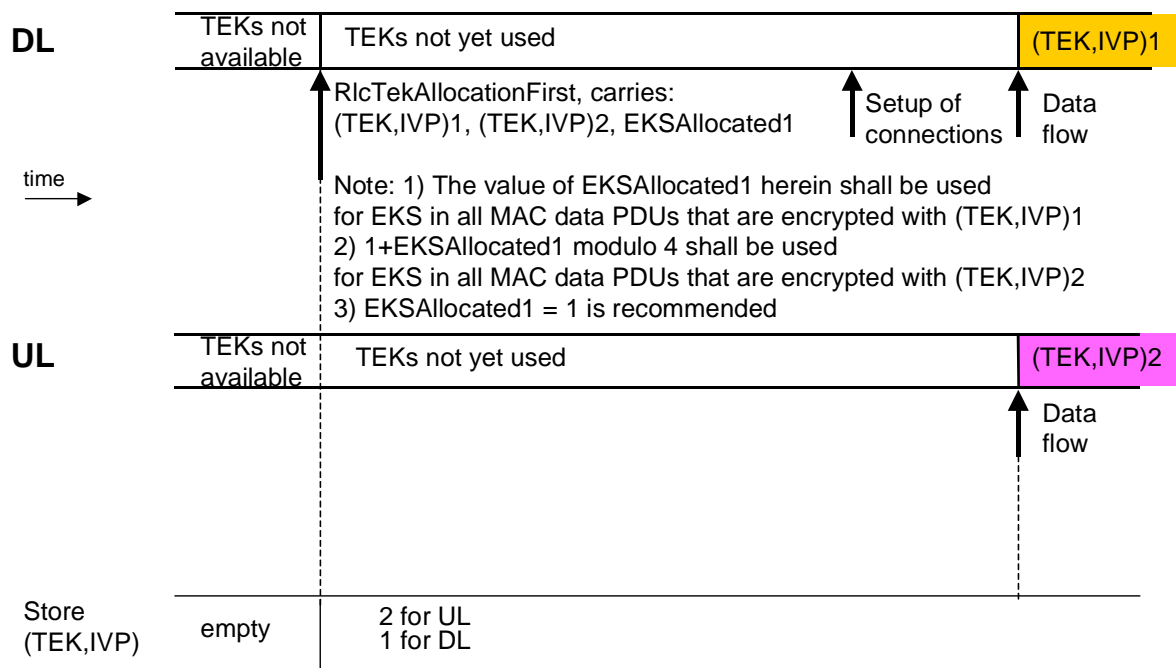 DL
TEKs not
available
TEKs not yet used
(TEK,IVP)1
RlcTekAllocationFirst, carries:
(TEK,IVP)1, (TEK,IVP)2, EKSAllocated1
Setup of
connections
Data
flow
time
Note: 1) The value of EKSAllocated1 herein shall be used
for EKS in all MAC data PDUs that are encrypted with (TEK,IVP)1
2) 1+EKSAllocated1 modulo 4 shall be used
for EKS in all MAC data PDUs that are encrypted with (TEK,IVP)2
3) EKSAllocated1 = 1 is recommended
UL
TEKs not
available
TEKs not yet used
(TEK,IVP)2
Data
flow
Store
(TEK,IVP)
empty
2 for UL
1 for DL